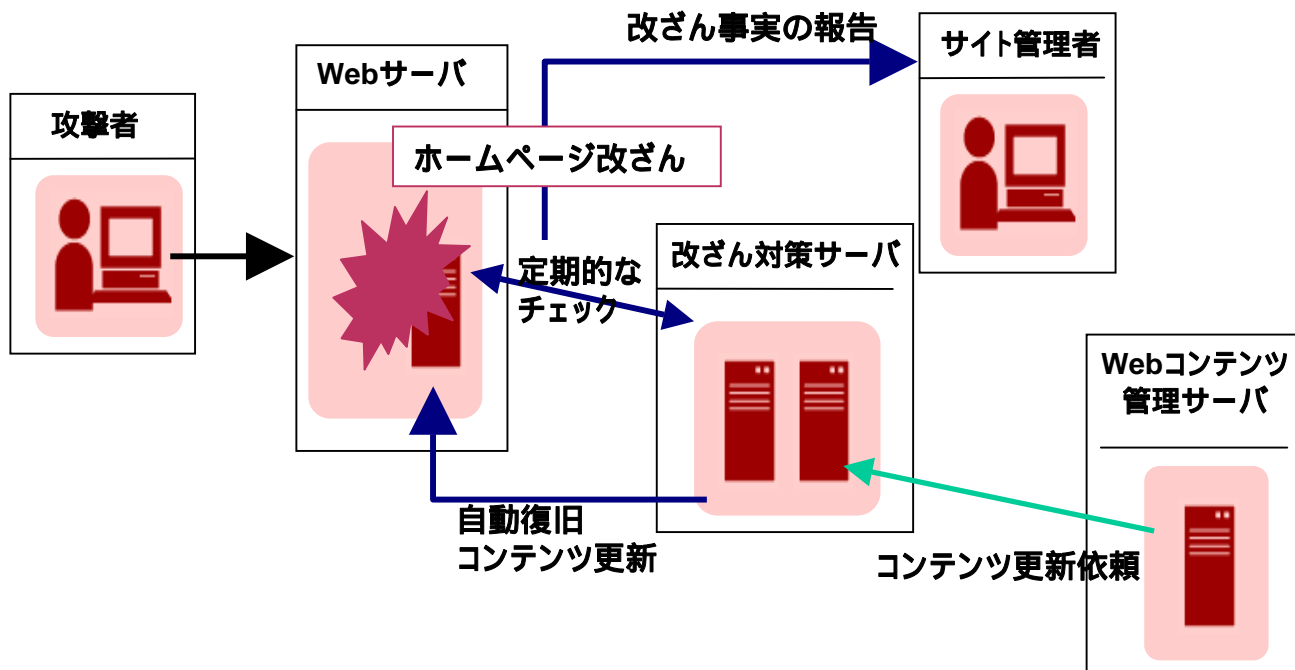 改ざん事実の報告
サイト管理者
Webサーバ
攻撃者
ホームページ改ざん
改ざん対策サーバ
定期的な
チェック
Webコンテンツ
管理サーバ
自動復旧
コンテンツ更新
コンテンツ更新依頼